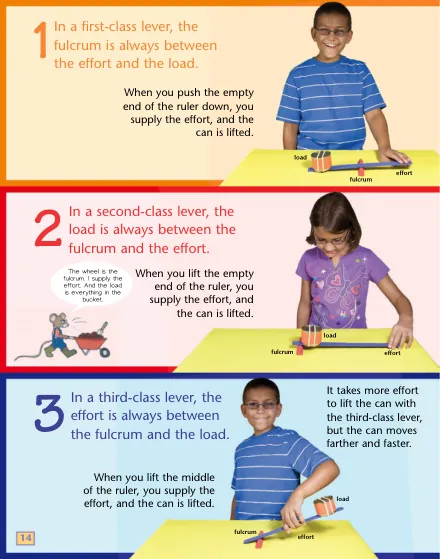 1
In a first-class lever, the
fulcrum is always between
the effort and the load.
When you push the empty
end of the ruler down, you
supply the effort, and the
can is lifted.
load
fulcrum
effort
2
In a second-class lever, the
load is always between the
fulcrum and the effort.
The wheel is the
fulcrum. I supply the
effort. And the load
is everything in the
bucket.
When you lift the empty
end of the ruler, you
supply the effort, and
the can is lifted.
load
fulcrum
effort
3
In a third-class lever, the
effort is always between
the fulcrum and the load.
It takes more effort
to lift the can with
the third-class lever,
but the can moves
farther and faster.
When you lift the middle
of the ruler, you supply the
effort, and the can is lifted.
load
fulcrum
effort
14